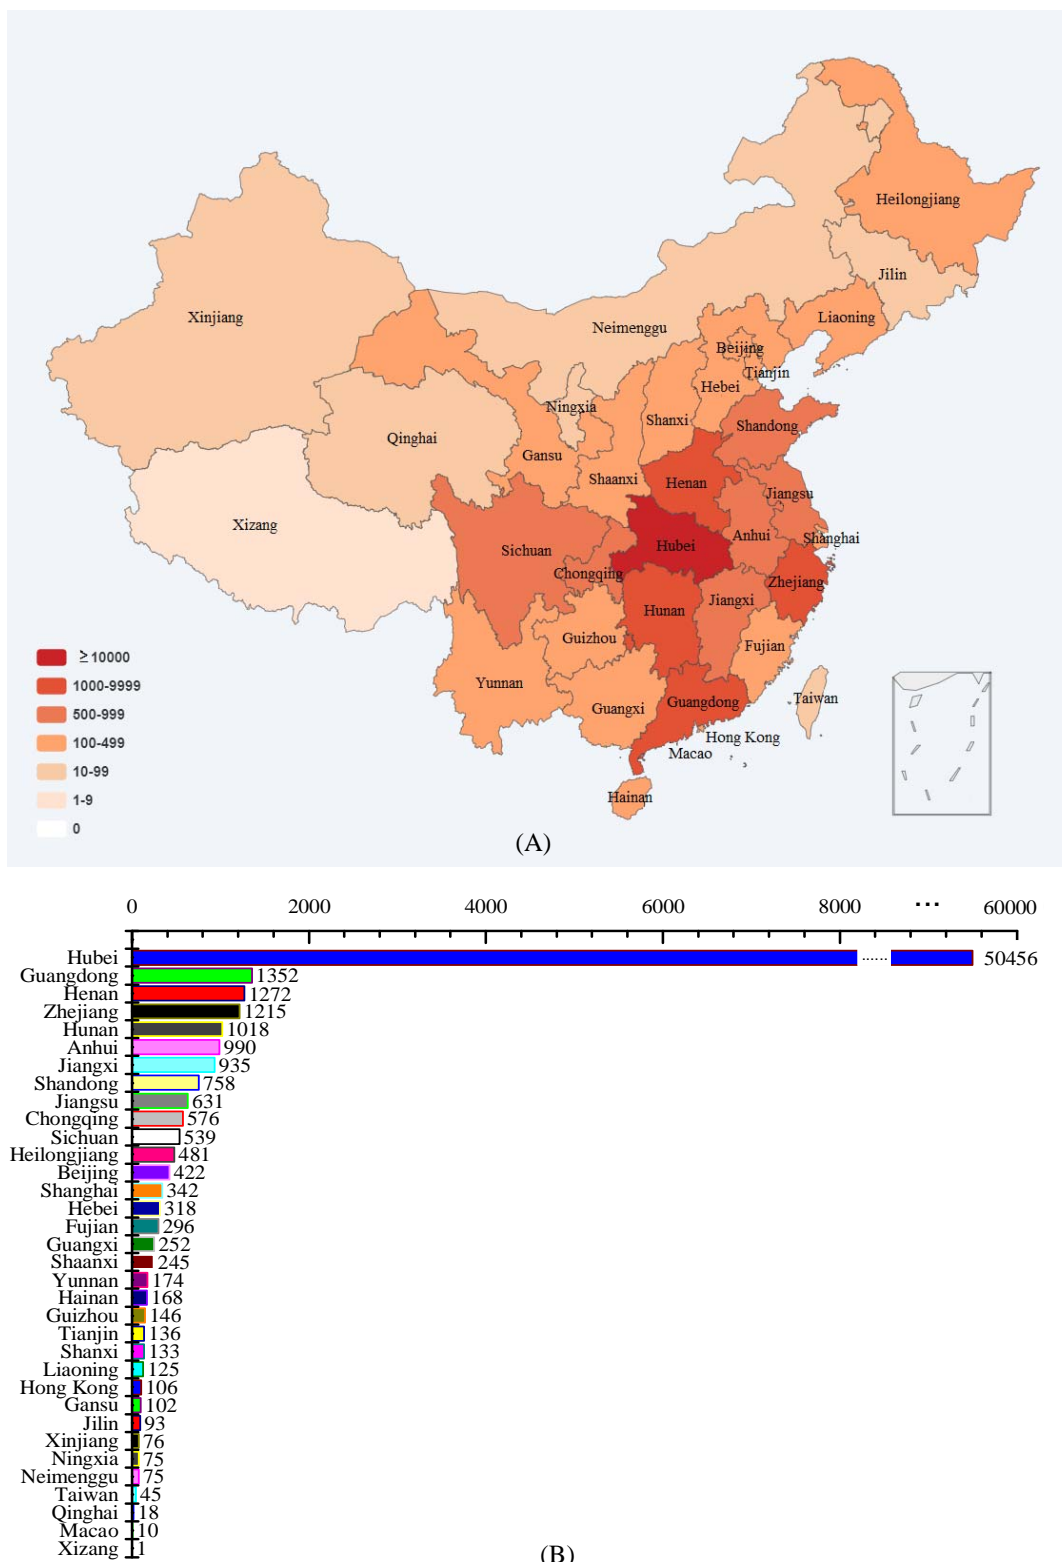 Heilongjiang
Jilin
Xinjiang
Liaoning
Neimenggu
Beijing
Tianjin
Hebei
Ningxia
Shanxi
Shandong
Qinghai
Gansu
Shaanxi
Henan
Jiangsu
Xizang
Anhui
Shanghai
Sichuan
Hubei
Chongqing
Zhejiang
Hunan
Jiangxi
Guizhou
Fujian
Yunnan
Guangxi
Guangdong
Taiwan
Hong Kong
Macao
Hainan
≥10000
1000-9999
500-999
100-499
10-99
1-9
0
(A)
0 2000 4000 6000 8000 ... 60000
Hubei ...... 50456
Guangdong 1352
Henan 1272
Zhejiang 1215
Hunan 1018
Anhui 990
Jiangxi 935
Shandong 758
Jiangsu 631
Chongqing 576
Sichuan 539
Heilongjiang 481
Beijing 422
Shanghai 342
Hebei 318
Fujian 296
Guangxi 252
Shaanxi 245
Yunnan 174
Hainan 168
Guizhou 146
Tianjin 136
Shanxi 133
Liaoning 125
Hong Kong 106
Gansu 102
Jilin 93
Xinjiang 76
Ningxia 75
Neimenggu 75
Taiwan 45
Qinghai 18
Macao 10
Xizang 1
(B)